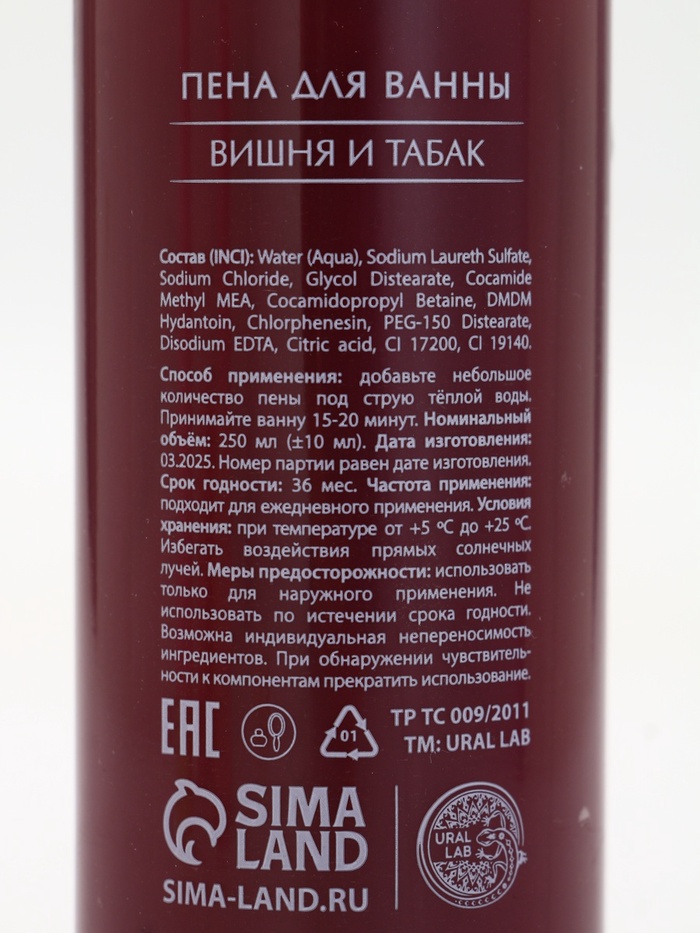 ПЕНА ДЛЯ ВАННЫ
ВИШНЯ И ТАБАК
Состав (INCI): Water (Aqua), Sodium Laureth Sulfate,
Sodium Chloride, Glycol Distearate, Cocamide
Methyl MEA, Cocamidopropyl Betaine, DMDM
Hydantoin, Chlorphenesin, PEG-150 Distearate,
Disodium EDTA, Citric acid, CI 17200, CI 19140.
Способ применения: добавьте небольшое
количество пены под струю тёплой воды.
Принимайте ванну 15-20 минут. Номинальный
объём: 250 мл (±10 мл). Дата изготовления:
03.2025. Номер партии равен дате изготовления.
Срок годности: 36 мес. Частота применения:
подходит для ежедневного применения. Условия
хранения: при температуре от +5 ºC до +25 ºC.
Избегать воздействия прямых солнечных
лучей. Меры предосторожности: использовать
только для наружного применения. Не
использовать по истечении срока годности.
Возможна индивидуальная непереносимость
ингредиентов. При обнаружении чувствитель-
ности к компонентам прекратить использование.
EAC
01
ТР ТС 009/2011
ТМ: URAL LAB
SIMA
LAND
SIMA-LAND.RU
URAL
LAB